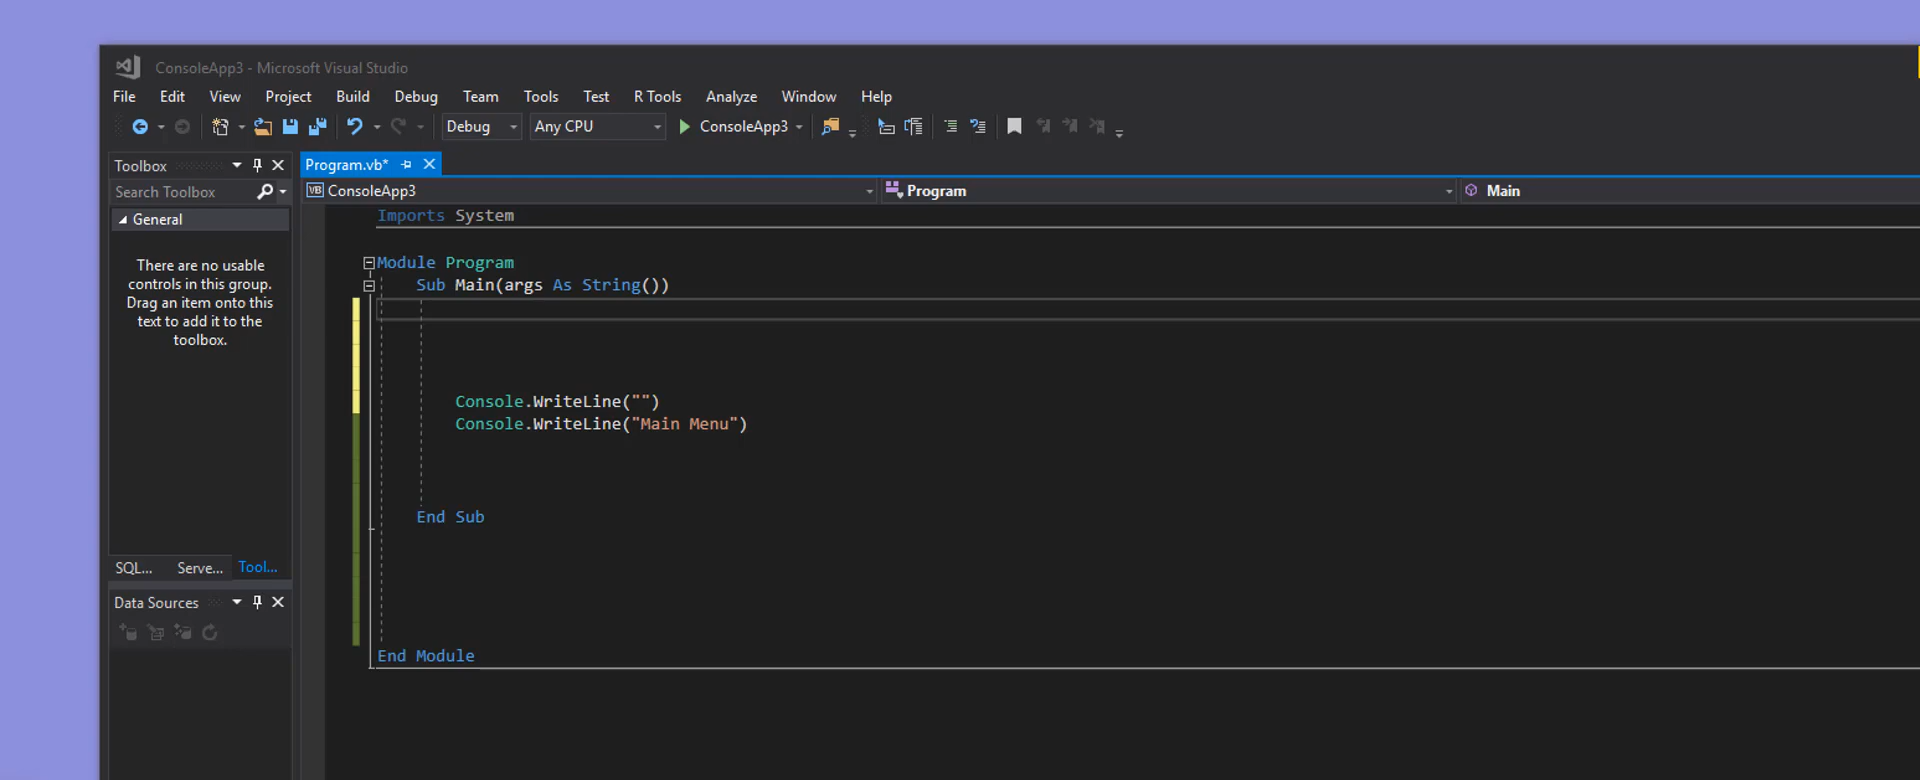 ConsoleApp3 - Microsoft Visual Studio
File Edit View Project Build Debug Team Tools Test R Tools Analyze Window Help
Debug Any CPU ConsoleApp3
Toolbox
Search Toolbox
General
There are no usable
controls in this group.
Drag an item onto this
text to add it to the
toolbox.
SQL... Serve... Tool...
Data Sources
Program.vb*
VB ConsoleApp3 Program Main
Imports System
Module Program
Sub Main(args As String())
Console.WriteLine("")
Console.WriteLine("Main Menu")
End Sub
End Module